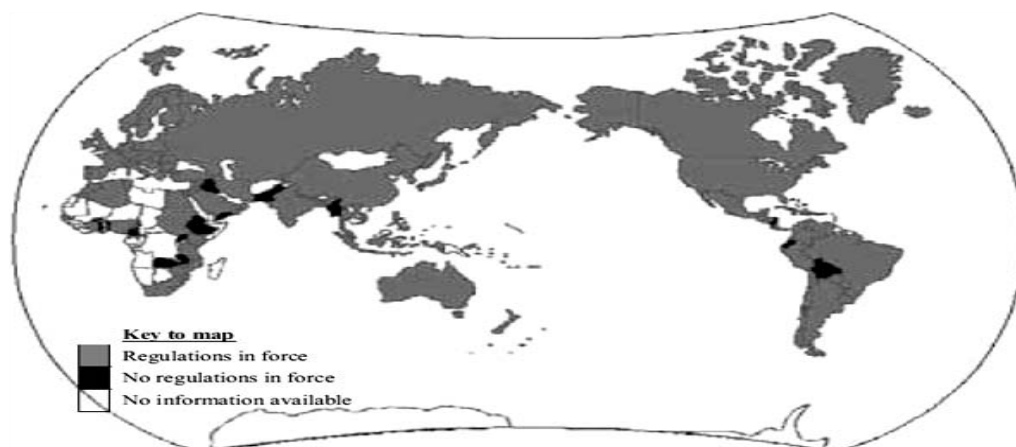 Key to map
Regulations in force
No regulations in force
No information available